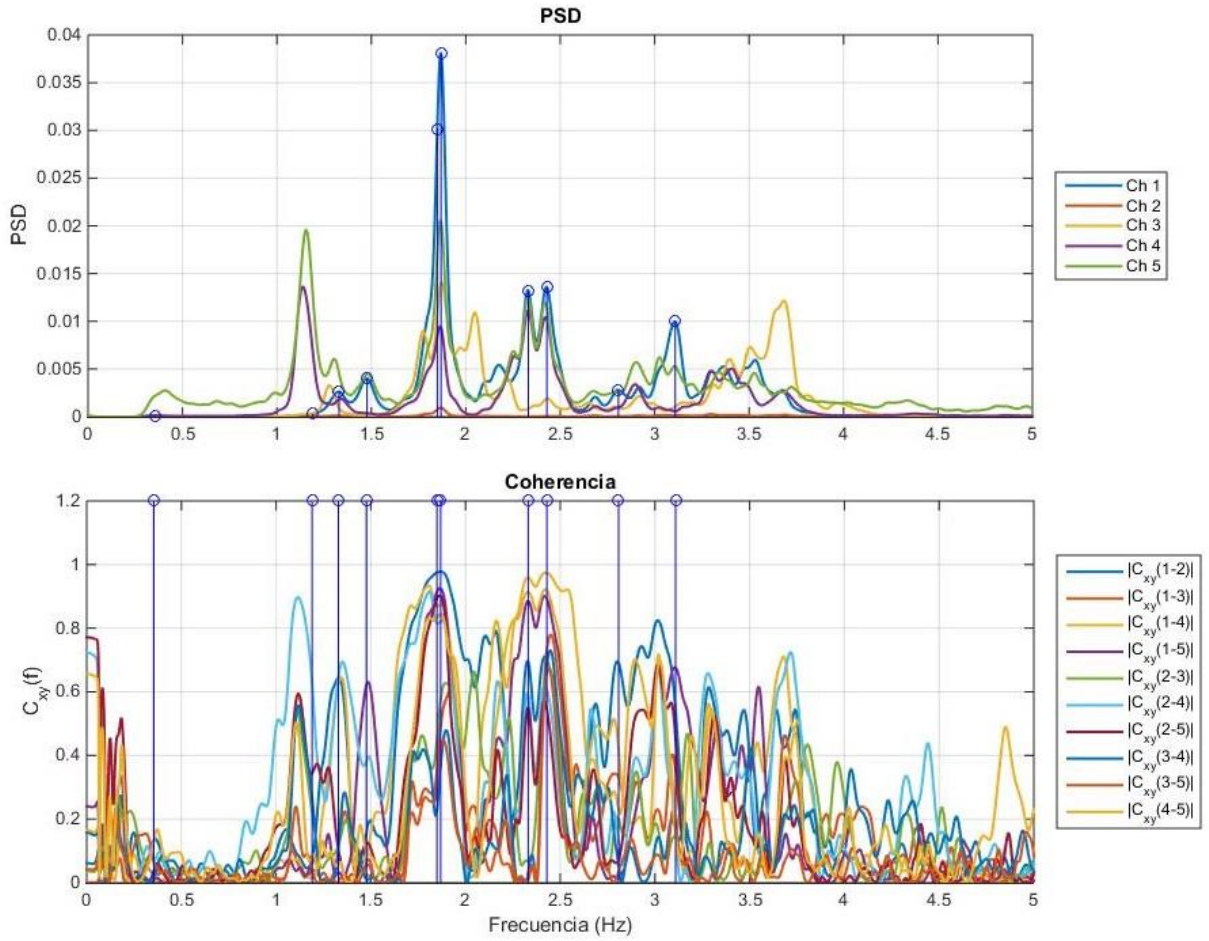 PSD
0.04
0.035
0.03
0.025
0.02
0.015
0.01
0.005
0
PSD
0 0.5 1 1.5 2 2.5 3 3.5 4 4.5 5
Ch 1
Ch 2
Ch 3
Ch 4
Ch 5
Coherencia
1.2
1
0.8
0.6
0.4
0.2
0
C_xy(f)
0 0.5 1 1.5 2 2.5 3 3.5 4 4.5 5
Frecuencia (Hz)
|C_xy(1-2)|
|C_xy(1-3)|
|C_xy(1-4)|
|C_xy(1-5)|
|C_xy(2-3)|
|C_xy(2-4)|
|C_xy(2-5)|
|C_xy(3-4)|
|C_xy(3-5)|
|C_xy(4-5)|